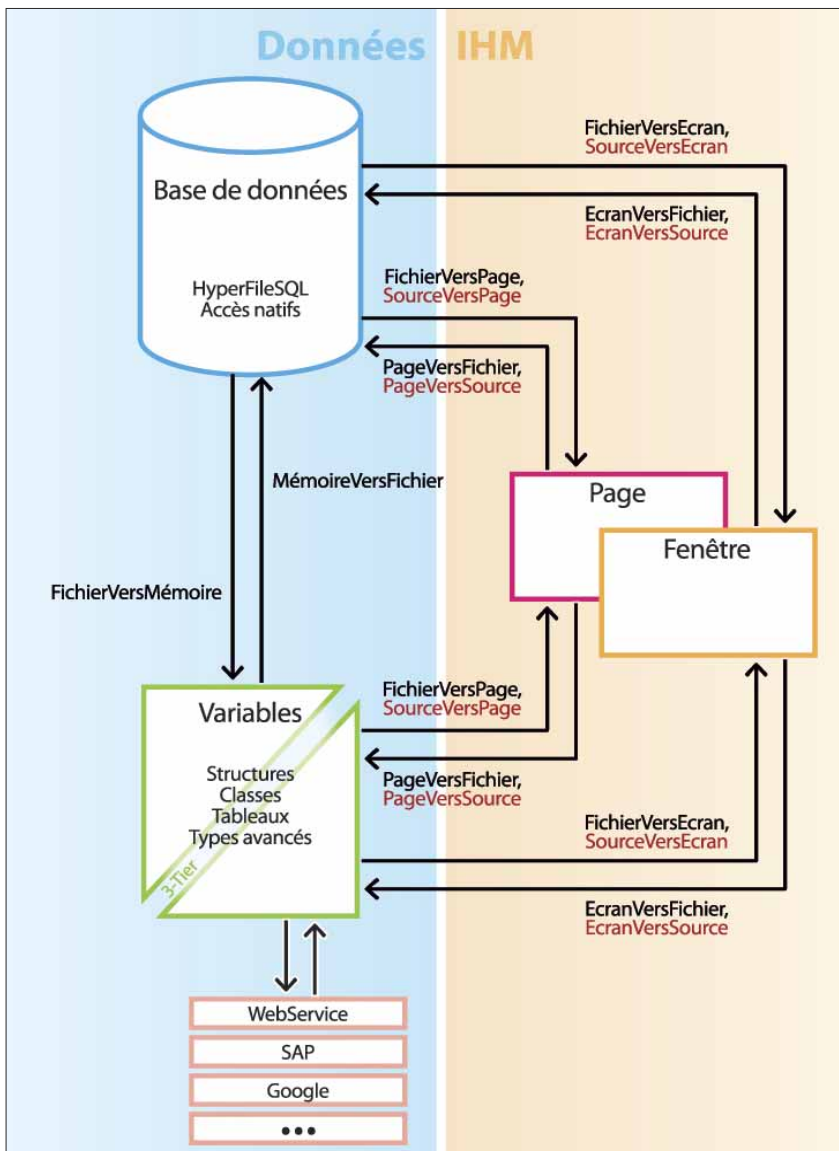 Données IHM
Base de données
HyperFileSQL
Accès natifs
FichierVersEcran,
SourceVersEcran
EcranVersFichier,
EcranVersSource
FichierVersPage,
SourceVersPage
PageVersFichier,
PageVersSource
MémoireVersFichier
FichierVersMémoire
Page
Fenêtre
Variables
Structures
Classes
Tableaux
Types avancés
3-Tier
FichierVersPage,
SourceVersPage
PageVersFichier,
PageVersSource
FichierVersEcran,
SourceVersEcran
EcranVersFichier,
EcranVersSource
WebService
SAP
Google
•••